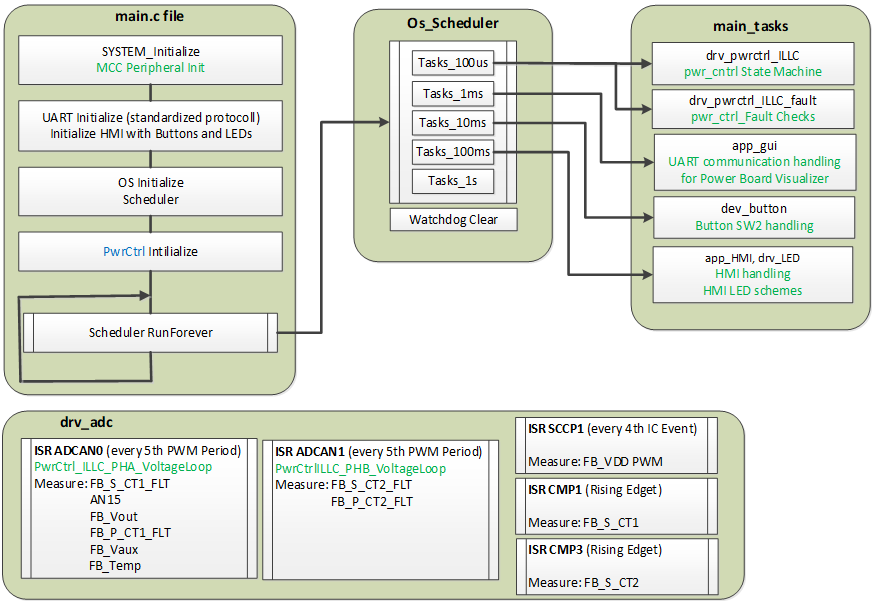 main.c file
SYSTEM_Initialize
MCC Peripheral Init
UART Initialize (standardized protocoll)
Initialize HMI with Buttons and LEDs
OS Initialize
Scheduler
PwrCtrl Intilialize
Scheduler RunForever
Os_Scheduler
Tasks_100us
Tasks_1ms
Tasks_10ms
Tasks_100ms
Tasks_1s
Watchdog Clear
main_tasks
drv_pwrctrl_ILLC
pwr_cntrl State Machine
drv_pwrctrl_ILLC_fault
pwr_ctrl_Fault Checks
app_gui
UART communication handling
for Power Board Visualizer
dev_button
Button SW2 handling
app_HMI, drv_LED
HMI handling
HMI LED schemes
drv_adc
ISR ADCAN0 (every 5th PWM Period)
PwrCtrl_ILLC_PHA_VoltageLoop
Measure: FB_S_CT1_FLT
AN15
FB_Vout
FB_P_CT1_FLT
FB_Vaux
FB_Temp
ISR ADCAN1 (every 5th PWM Period)
PwrCtrlILLC_PHB_VoltageLoop
Measure: FB_S_CT2_FLT
FB_P_CT2_FLT
ISR SCCP1 (every 4th IC Event)
Measure: FB_VDD PWM
ISR CMP1 (Rising Edget)
Measure: FB_S_CT1
ISR CMP3 (Rising Edget)
Measure: FB_S_CT2